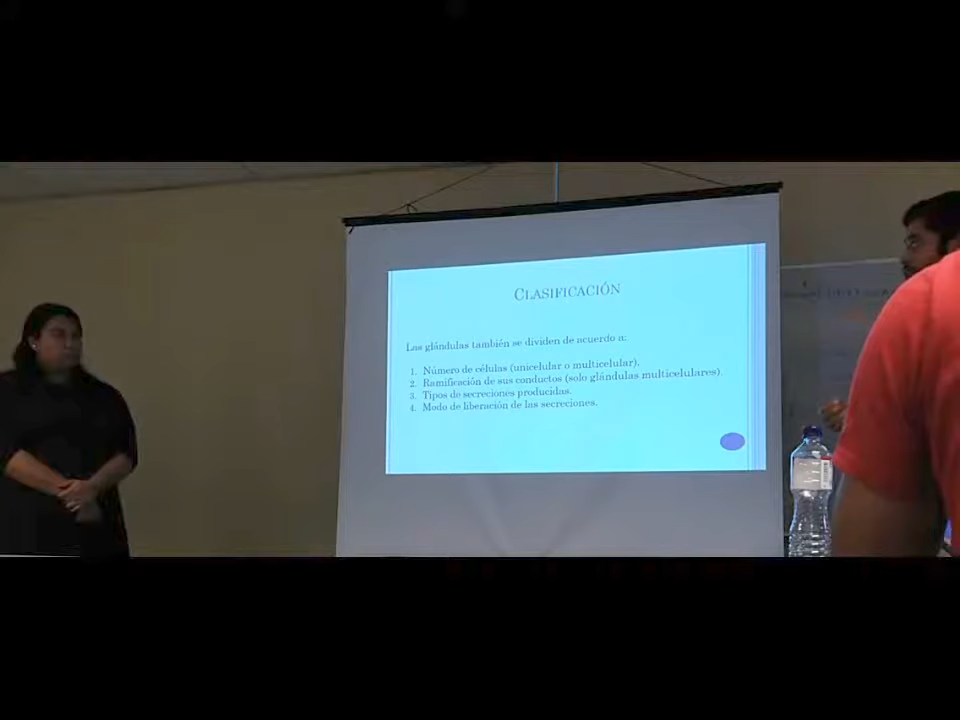 CLASIFICACIÓN
Las glándulas también se dividen de acuerdo a:
1. Número de células (unicelular o multicelular).
2. Ramificación de sus conductos (solo glándulas multicelulares).
3. Tipos de secreciones producidas.
4. Modo de liberación de las secreciones.